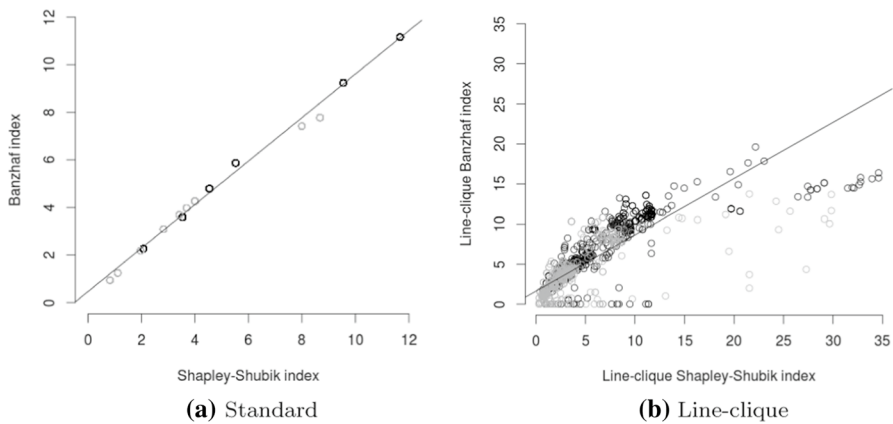 12
10
8
6
4
2
0
Banzhaf index
0 2 4 6 8 10 12
Shapley-Shubik index
(a) Standard
35
30
25
20
15
10
5
0
Line-clique Banzhaf index
0 5 10 15 20 25 30 35
Line-clique Shapley-Shubik index
(b) Line-clique